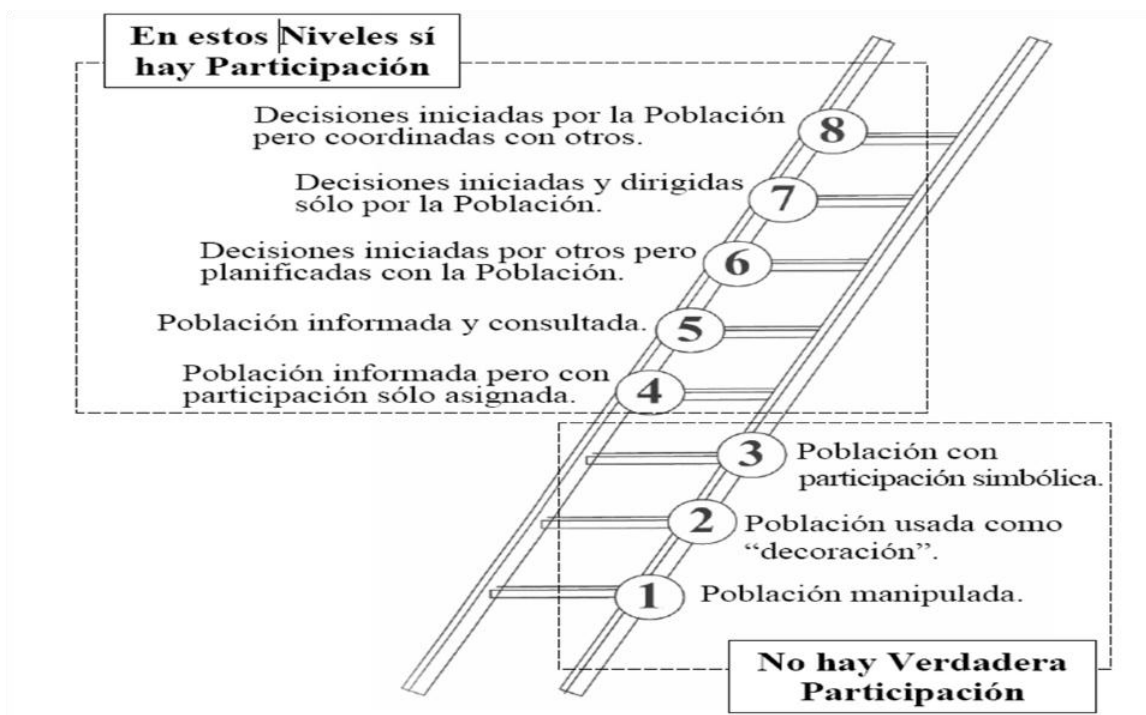 En estos Niveles sí
hay Participación
Decisiones iniciadas por la Población
pero coordinadas con otros.
8
Decisiones iniciadas y dirigidas
sólo por la Población.
7
Decisiones iniciadas por otros pero
planificadas con la Población.
6
Población informada y consultada.
5
Población informada pero con
participación sólo asignada.
4
3
Población con
participación simbólica.
2
Población usada como
“decoración”.
1
Población manipulada.
No hay Verdadera
Participación